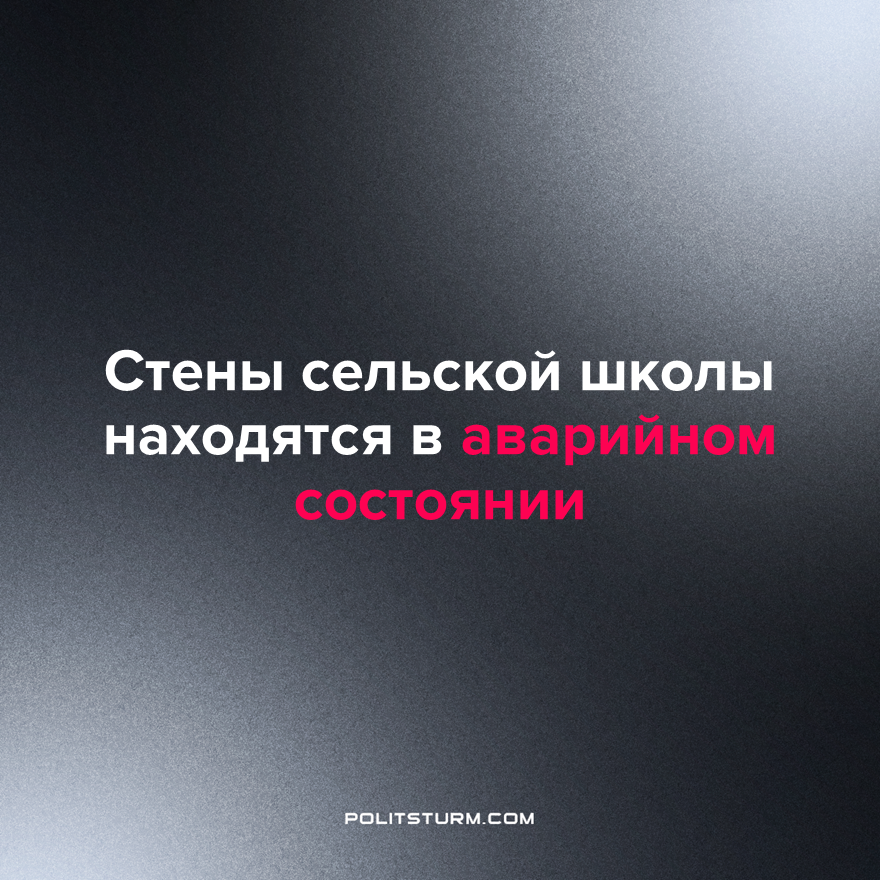 Стены сельской школы
находятся в аварийном
состоянии
POLITSTURM.COM